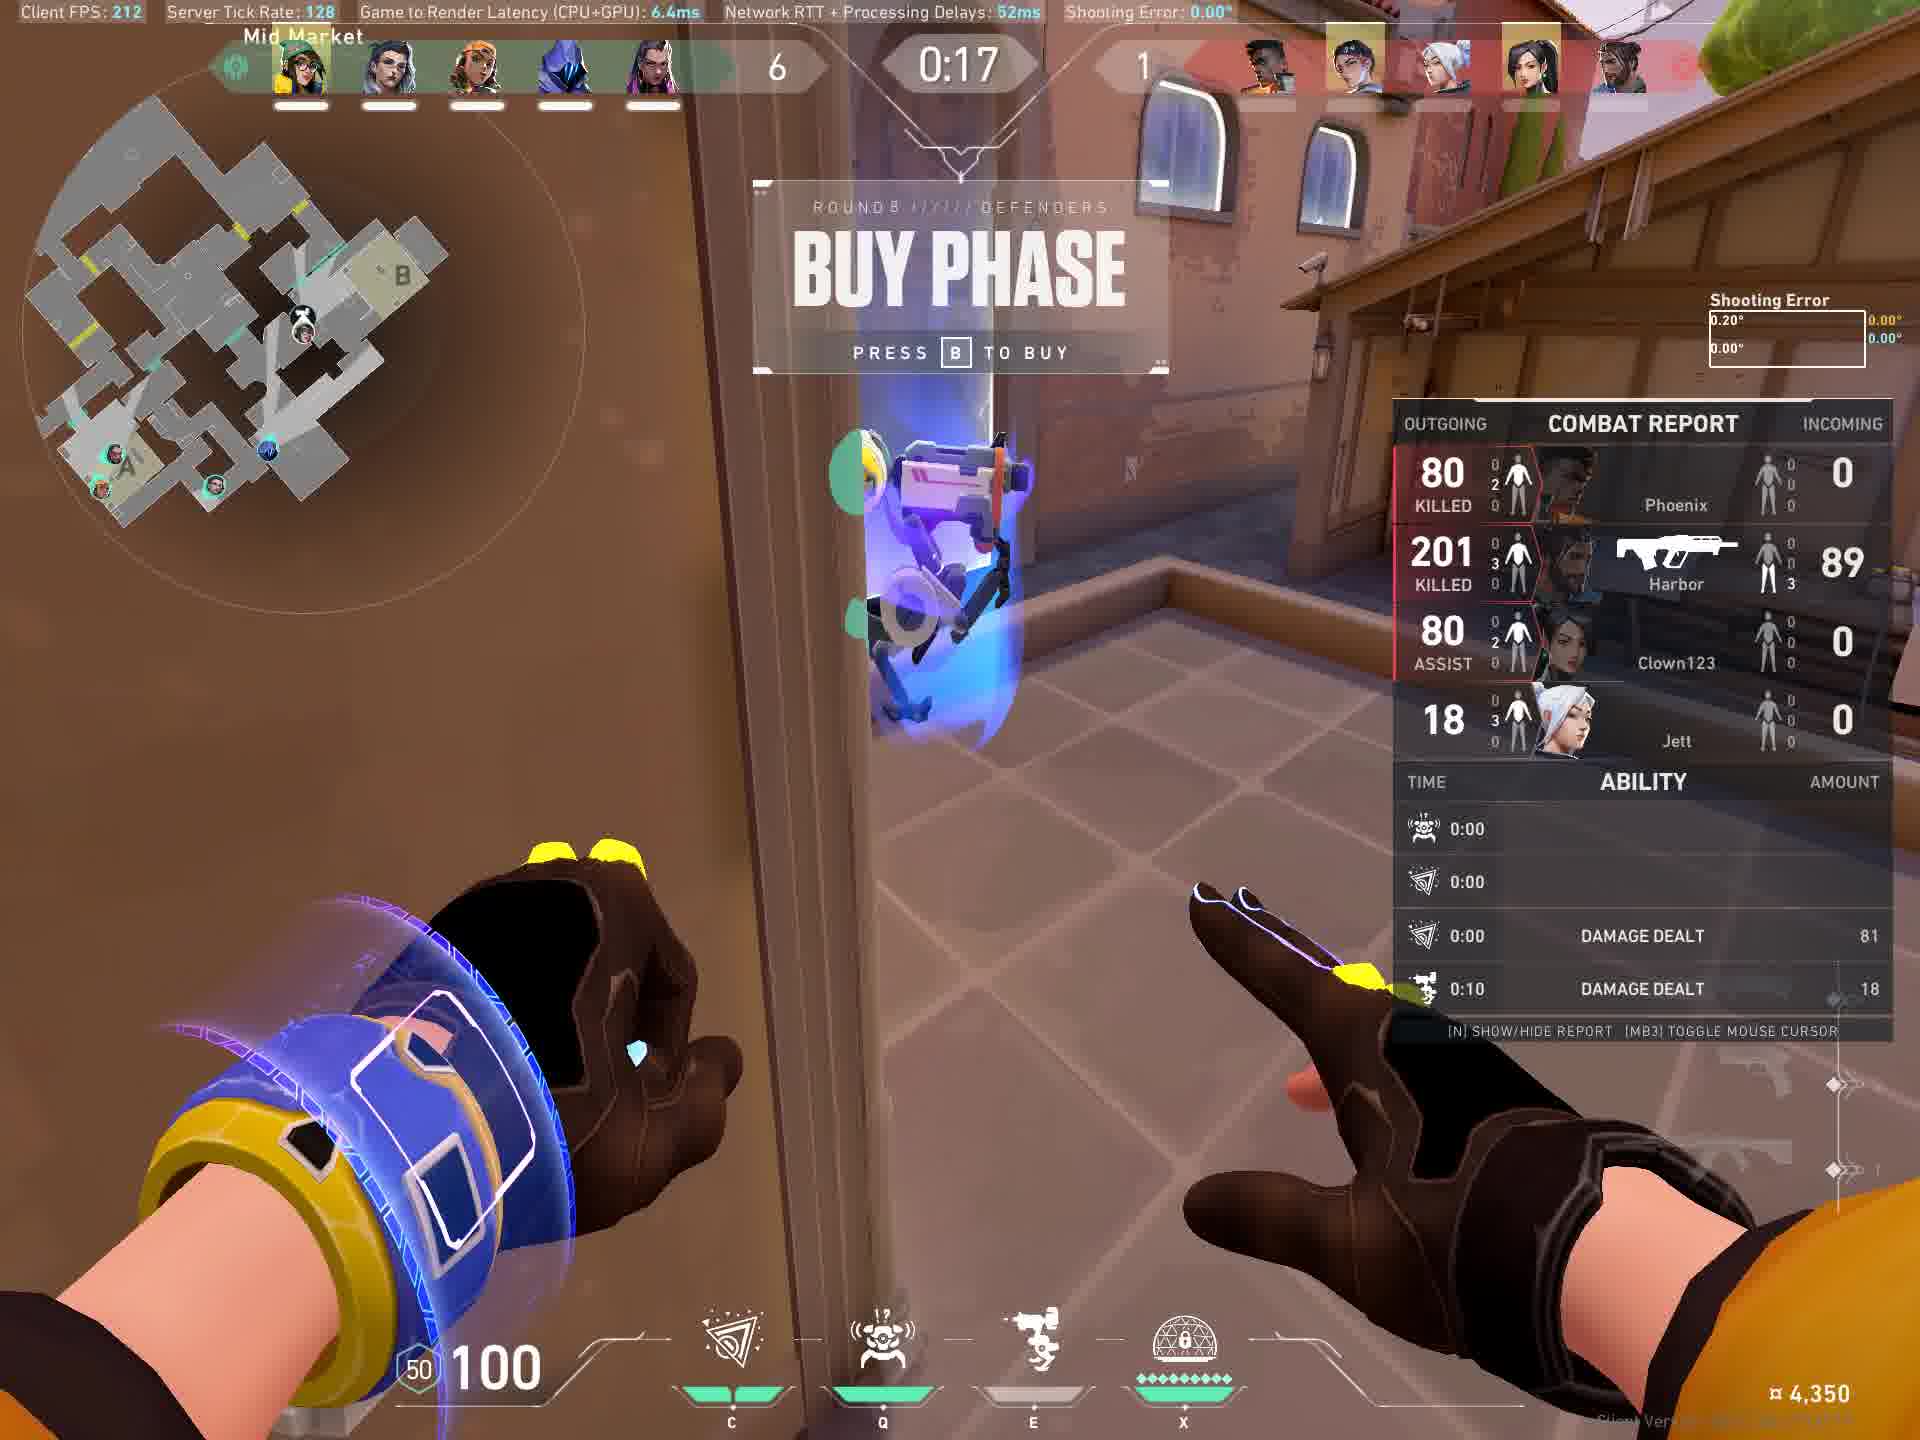 Client FPS: 212 Server Tick Rate: 128 Game to Render Latency (CPU+GPU): 6.4ms Network RTT + Processing Delays: 52ms Shooting Error: 0.00°
Mid Market
6 0:17 1
ROUND 8 ////// DEFENDERS
BUY PHASE
PRESS B TO BUY
B
A
Shooting Error
0.20° 0.00°
0.00°
0.00°
OUTGOING COMBAT REPORT INCOMING
80 0 2 0 0 0 0 0
KILLED Phoenix
201 0 3 0 0 0 3 89
KILLED Harbor
80 0 2 0 0 0 0 0
ASSIST Clown123
18 0 3 0 0 0 0 0
Jett
TIME ABILITY AMOUNT
0:00
0:00
0:00 DAMAGE DEALT 81
0:10 DAMAGE DEALT 18
[N] SHOW/HIDE REPORT [MB3] TOGGLE MOUSE CURSOR
1
50 100
C Q E X
¤ 4,350